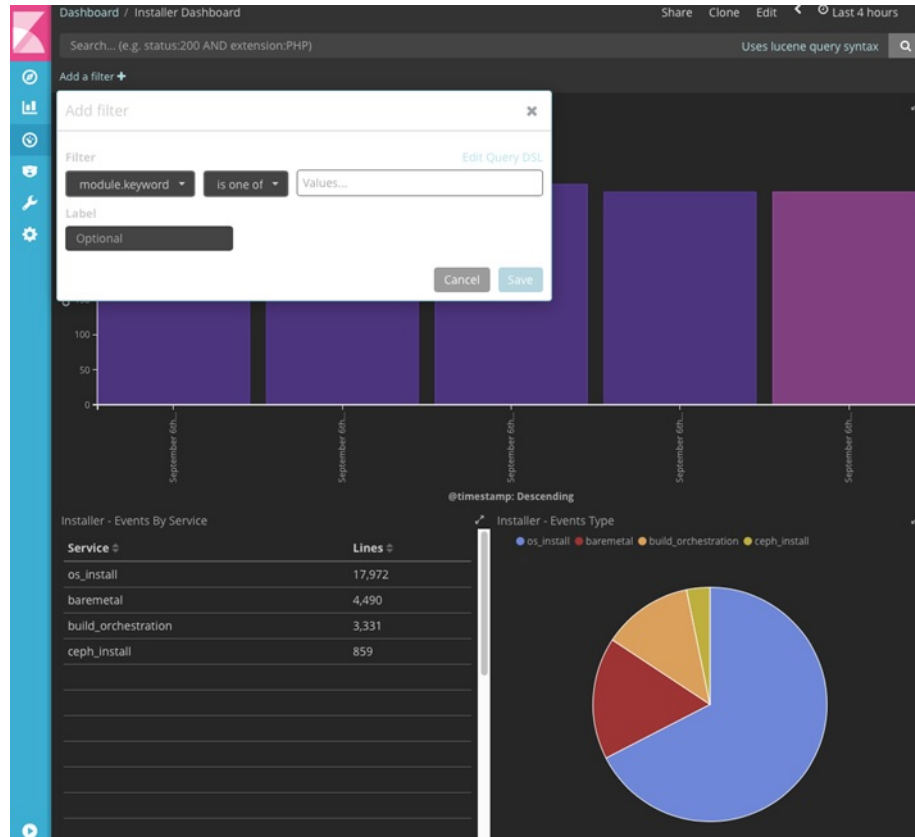 Dashboard / Installer Dashboard
Share Clone Edit Last 4 hours
Search... (e.g. status:200 AND extension:PHP)
Uses lucene query syntax
Add a filter +
Add filter
Filter
Edit Query DSL
module.keyword
is one of
Values...
Label
Optional
Cancel
Save
100
50
0
September 6th...
September 6th...
September 6th...
September 6th...
September 6th...
@timestamp: Descending
Installer - Events By Service
Service Lines
os_install 17,972
baremetal 4,490
build_orchestration 3,331
ceph_install 859
Installer - Events Type
os_install baremetal build_orchestration ceph_install